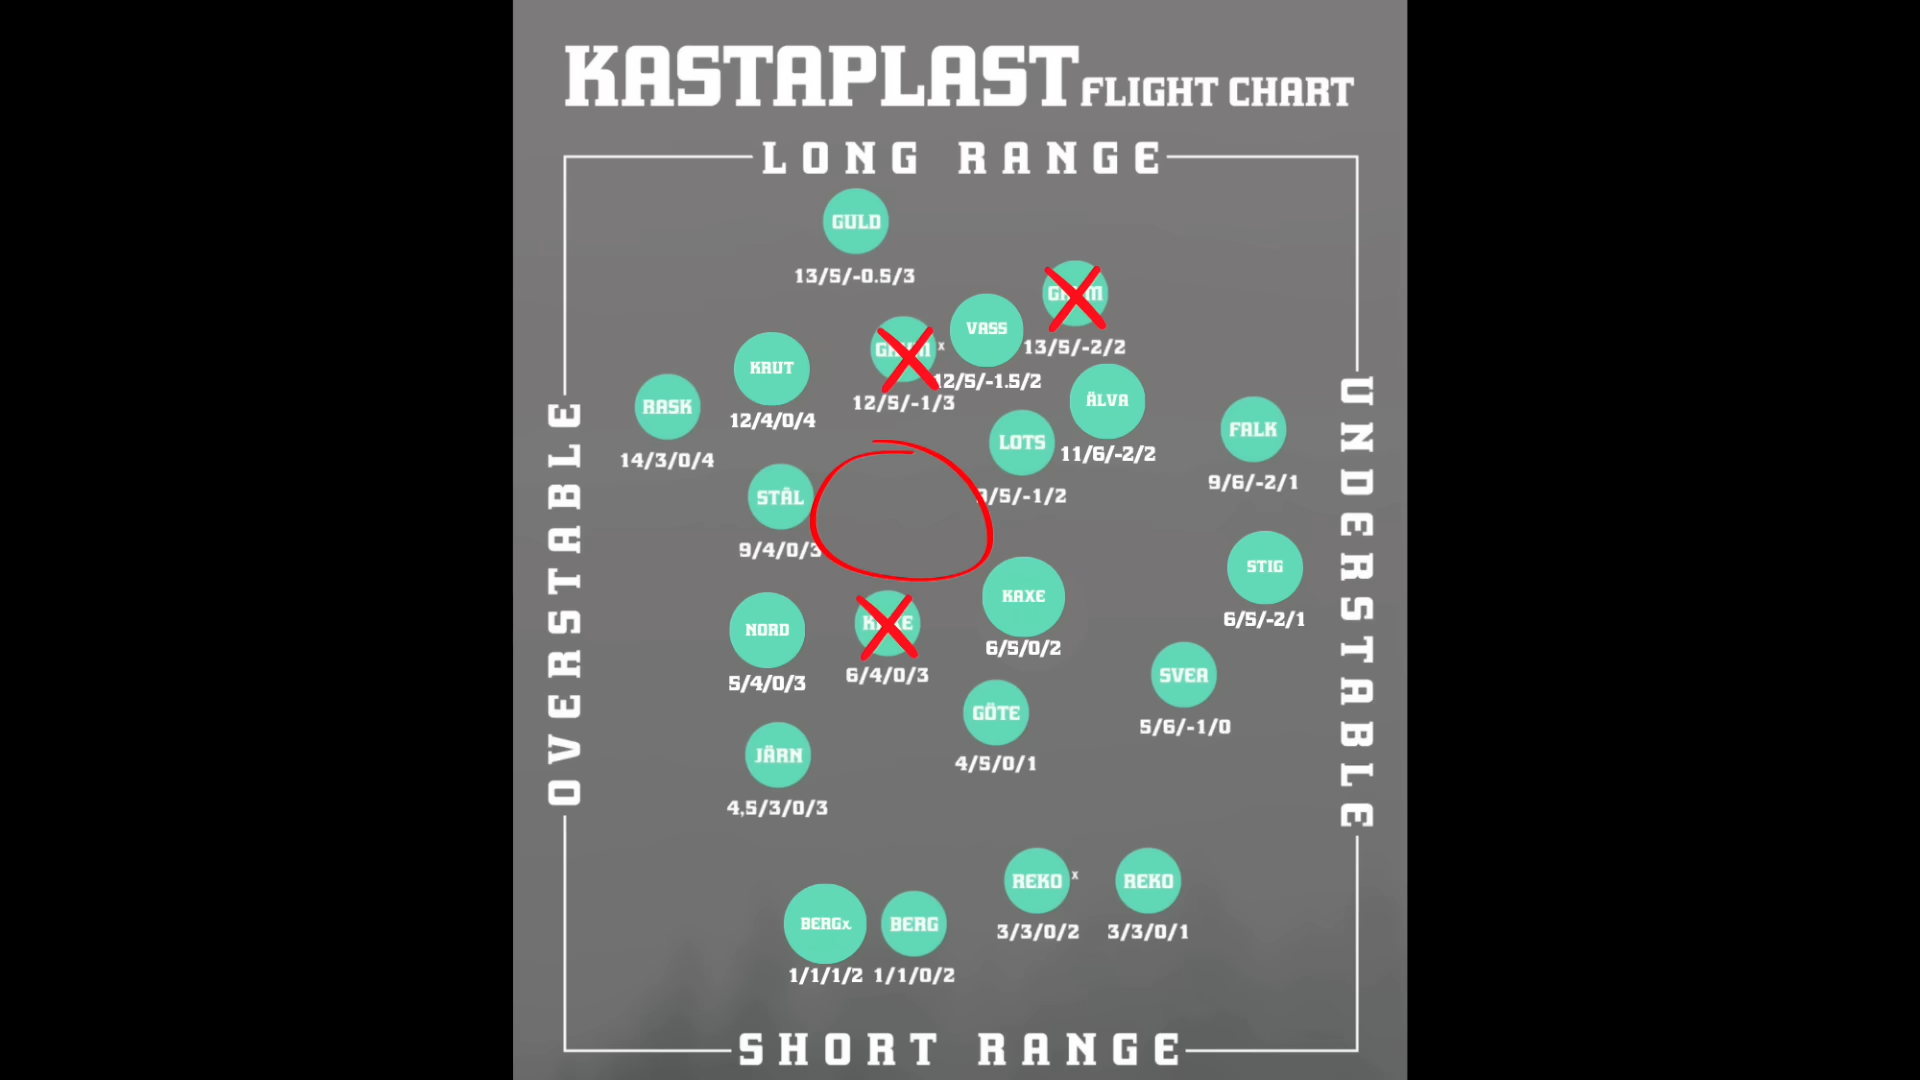 KASTAPLAST FLIGHT CHART
LONG RANGE
GULD
13/5/-0.5/3
VASS
12/5/-1.5/2
13/5/-2/2
KRUT
12/4/0/4
x
12/5/-1/3
RASK
14/3/0/4
ÄLVA
11/6/-2/2
LOTS
/5/-1/2
FALK
9/6/-2/1
STÅL
9/4/0/3
OVERSTABLE
UNDERSTABLE
STIG
6/5/-2/1
KAXE
6/5/0/2
NORD
5/4/0/3
6/4/0/3
SVEA
5/6/-1/0
GÖTE
4/5/0/1
JÄRN
4,5/3/0/3
REKO x
3/3/0/2
REKO
3/3/0/1
BERGx
1/1/1/2
BERG
1/1/0/2
SHORT RANGE